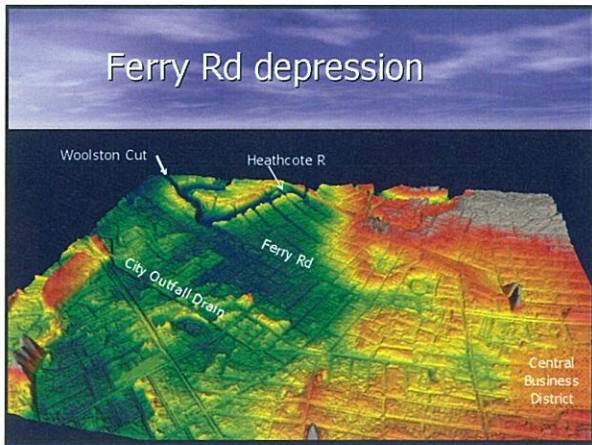 Ferry Rd depression
Woolston Cut
Heathcote R
Ferry Rd
City Outfall Drain
Central
Business
District